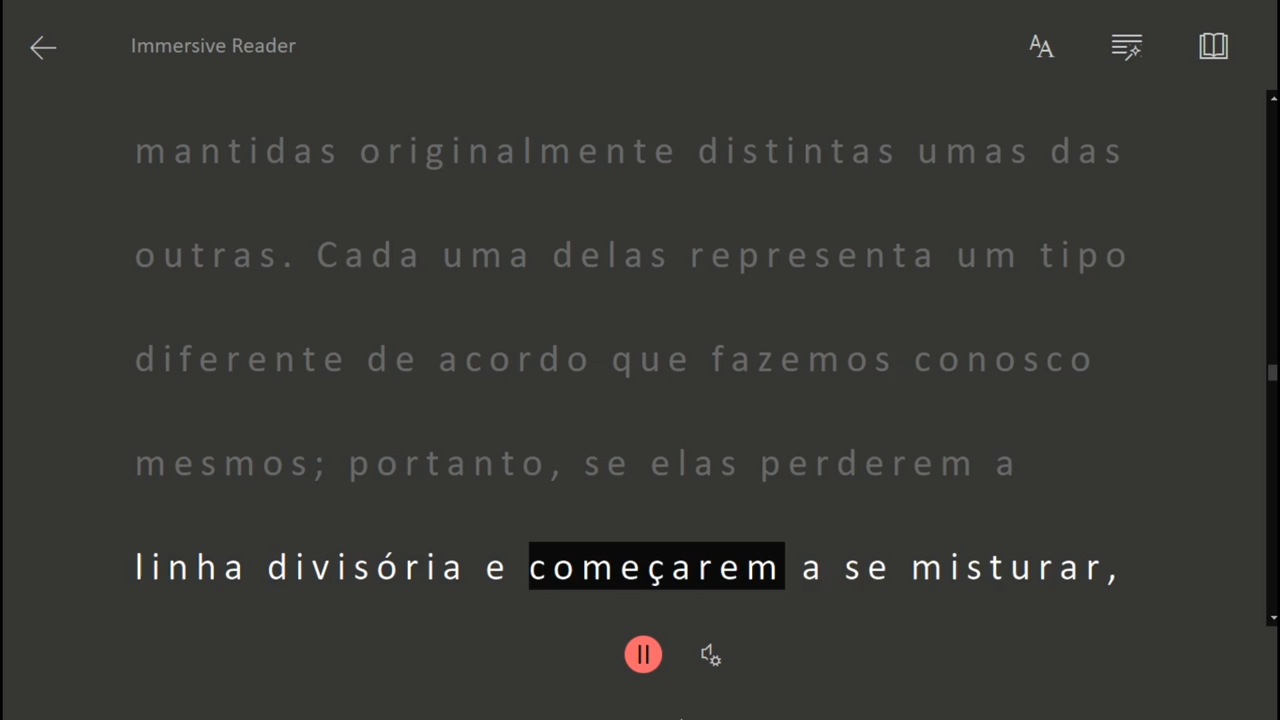 Immersive Reader
mantidas originalmente distintas umas das
outras. Cada uma delas representa um tipo
diferente de acordo que fazemos conosco
mesmos; portanto, se elas perderem a
linha divisória e começarem a se misturar,